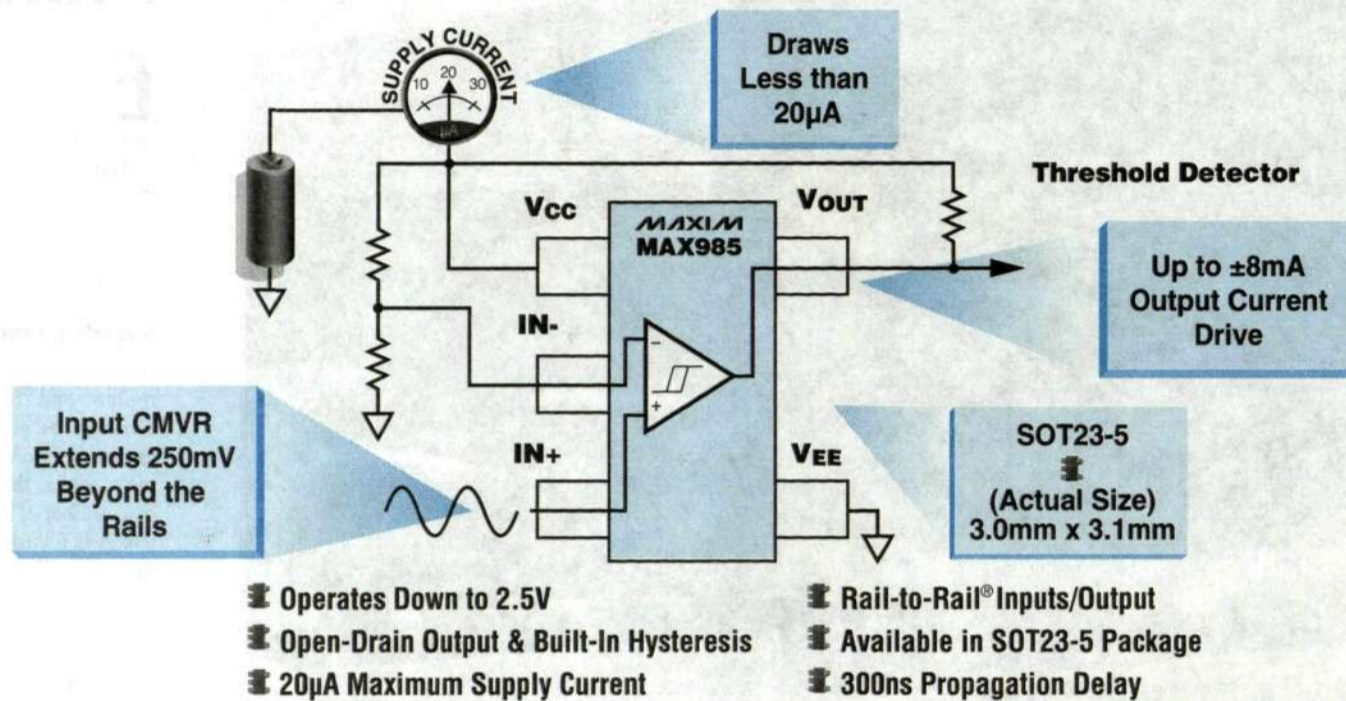 SUPPLY CURRENT
10 20 30
µA
Draws
Less than
20µA
Threshold Detector
VCC
MAXIM
MAX985
VOUT
Up to ±8mA
Output Current
Drive
IN-
−
+
Input CMVR
Extends 250mV
Beyond the
Rails
IN+
VEE
SOT23-5
(Actual Size)
3.0mm x 3.1mm
Operates Down to 2.5V
Open-Drain Output & Built-In Hysteresis
20µA Maximum Supply Current
Rail-to-Rail® Inputs/Output
Available in SOT23-5 Package
300ns Propagation Delay